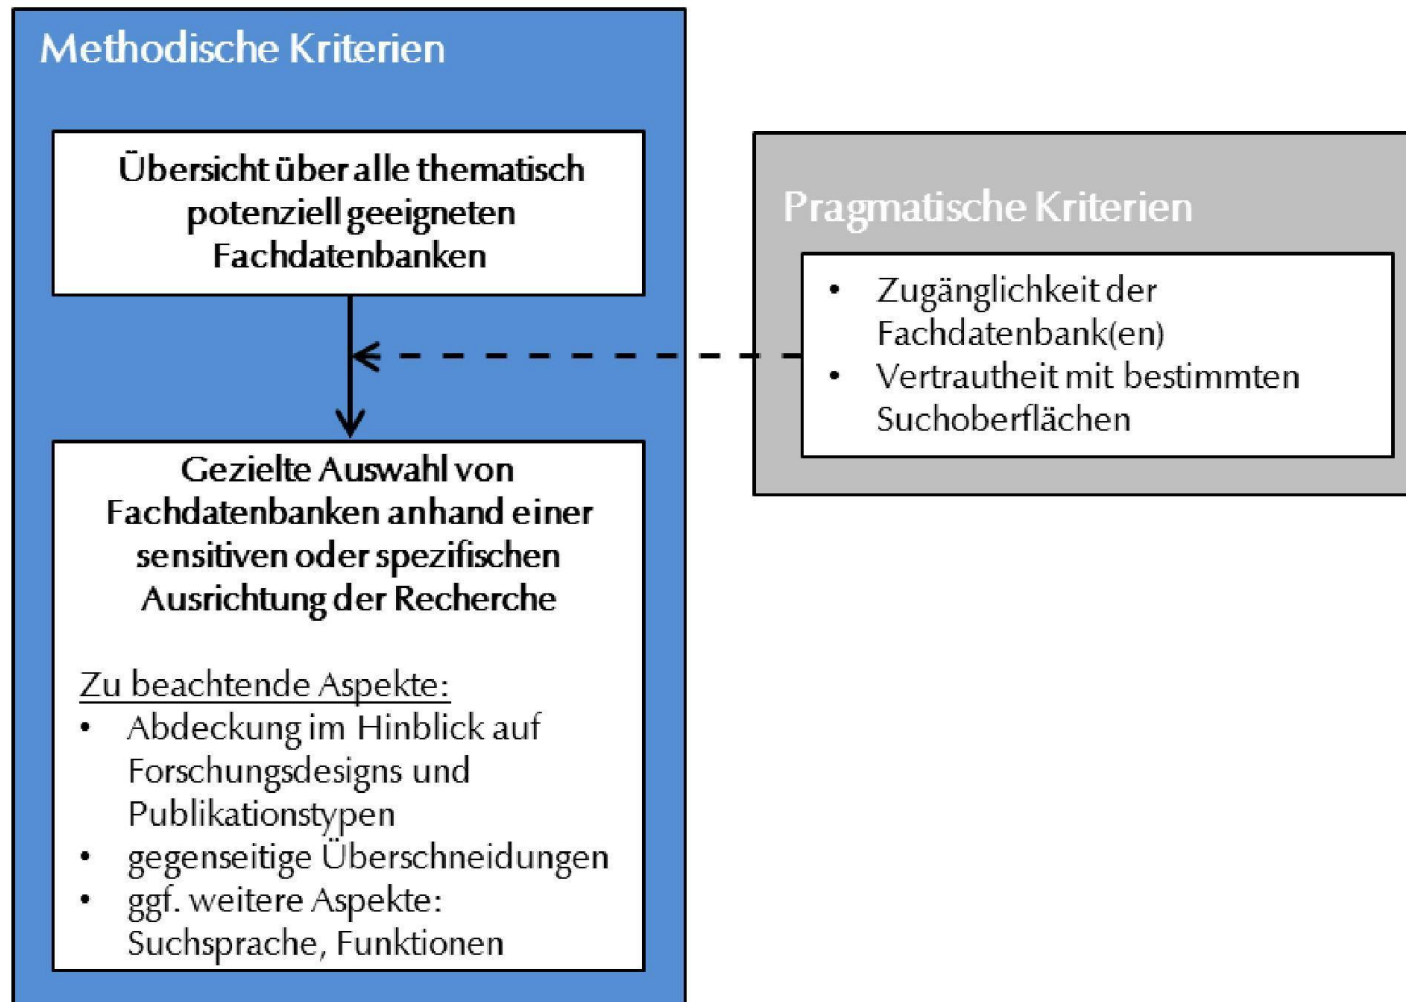 Methodische Kriterien
Übersicht über alle thematisch
potenziell geeigneten
Fachdatenbanken
Gezielte Auswahl von
Fachdatenbanken anhand einer
sensitiven oder spezifischen
Ausrichtung der Recherche
Zu beachtende Aspekte:
• Abdeckung im Hinblick auf
Forschungsdesigns und
Publikationstypen
• gegenseitige Überschneidungen
• ggf. weitere Aspekte:
Suchsprache, Funktionen
Pragmatische Kriterien
• Zugänglichkeit der
Fachdatenbank(en)
• Vertrautheit mit bestimmten
Suchoberflächen